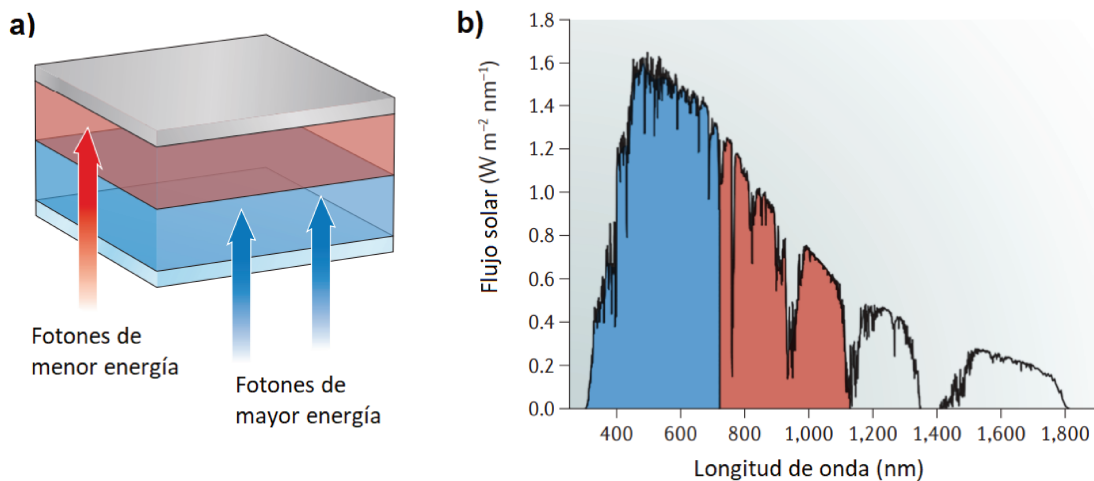 a)
Fotones de
menor energía
Fotones de
mayor energía
b)
Flujo solar (W m⁻² nm⁻¹)
1.8
1.6
1.4
1.2
1.0
0.8
0.6
0.4
0.2
0.0
400 600 800 1,000 1,200 1,400 1,600 1,800
Longitud de onda (nm)